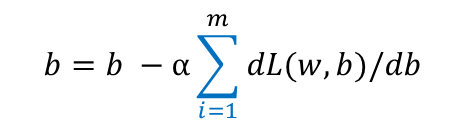 b = b − α ∑_{i=1}^{m} dL(w, b)/db